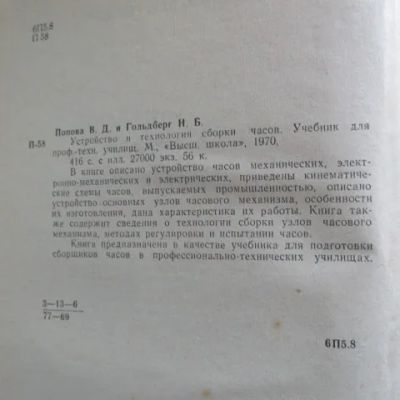 6П5.8
П 58
Попова В. Д. и Гольдберг И. Б.
П-58
Устройство и технология сборки часов. Учебник для
проф.-техн. училищ. М., «Высш. школа», 1970.
416 с. с илл. 27000 экз. 56 к.
В книге описано устройство часов механических, элект-
ронно-механических и электрических, приведены кинематиче-
ские схемы часов, выпускаемых промышленностью, описано
устройство основных узлов часового механизма, особенности
их изготовления, дана характеристика их работы. Книга так-
же содержит сведения о технологии сборки узлов часового
механизма, методах регулировки и испытании часов.
Книга предназначена в качестве учебника для подготовки
сборщиков часов в профессионально-технических училищах.
3—13—6
77—69
6П5.8